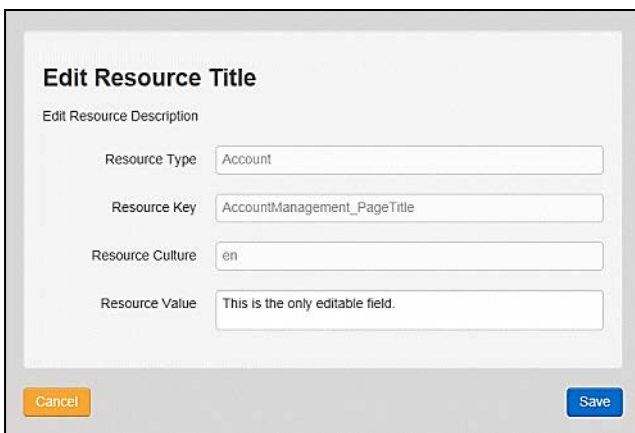 Edit Resource Title
Edit Resource Description
Resource Type Account
Resource Key AccountManagement_PageTitle
Resource Culture en
Resource Value This is the only editable field.
Cancel Save